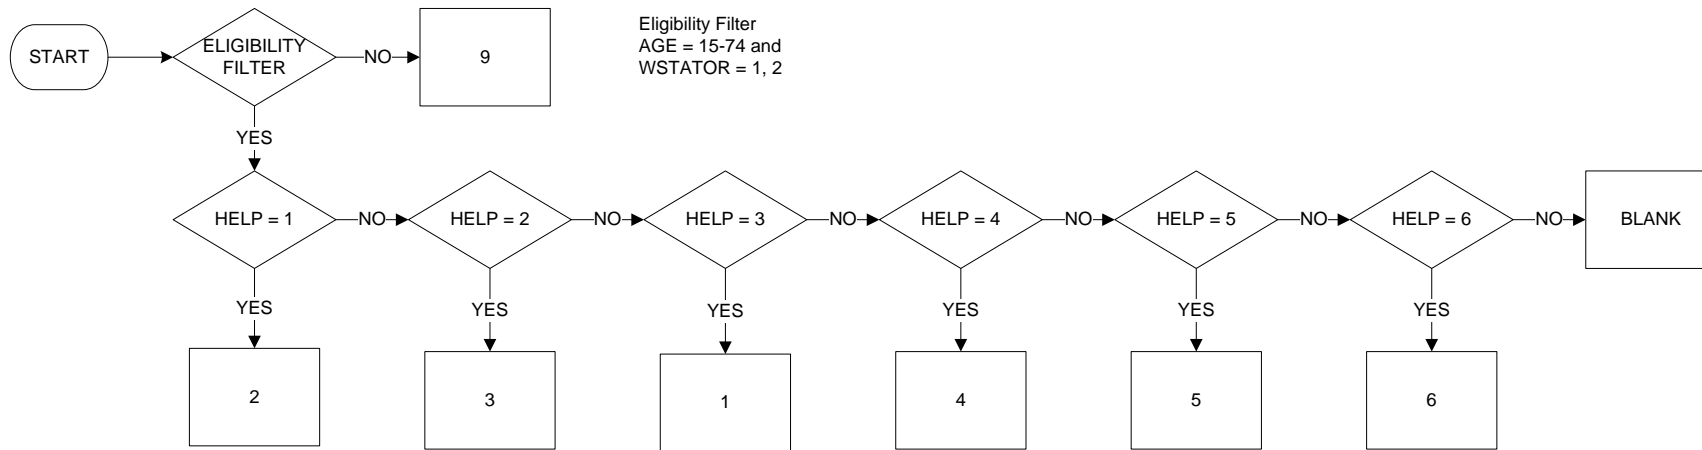 START
ELIGIBILITY
FILTER
NO
9
Eligibility Filter
AGE = 15-74 and
WSTATOR = 1, 2
YES
HELP = 1
NO
HELP = 2
NO
HELP = 3
NO
HELP = 4
NO
HELP = 5
NO
HELP = 6
NO
BLANK
YES
YES
YES
YES
YES
YES
2
3
1
4
5
6